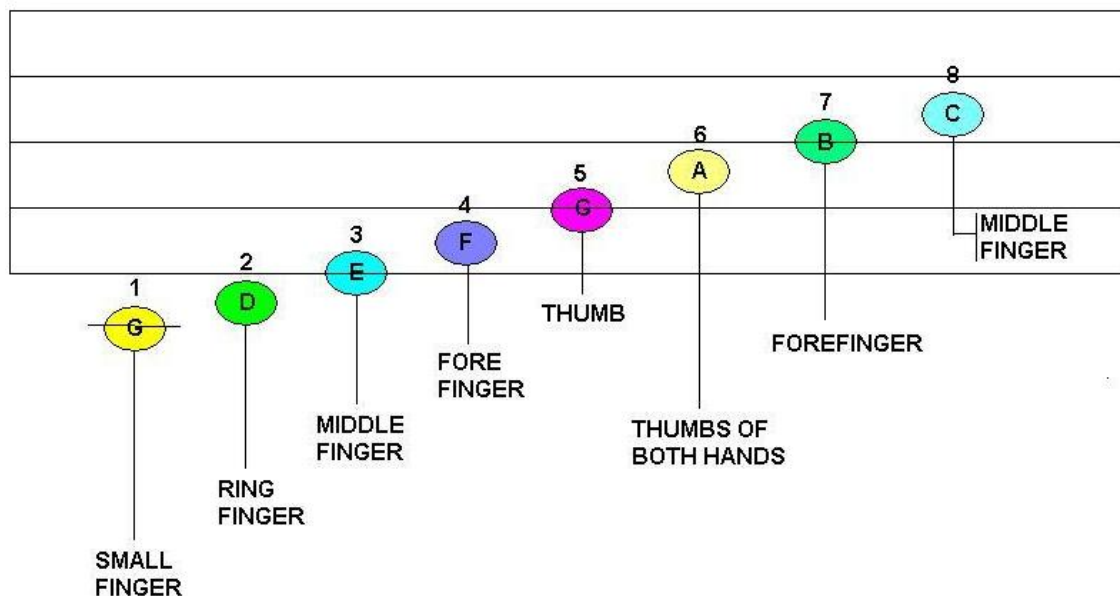 1
G
SMALL
FINGER
2
D
RING
FINGER
3
E
MIDDLE
FINGER
4
F
FORE
FINGER
5
G
THUMB
6
A
THUMBS OF
BOTH HANDS
7
B
FOREFINGER
8
C
MIDDLE
FINGER